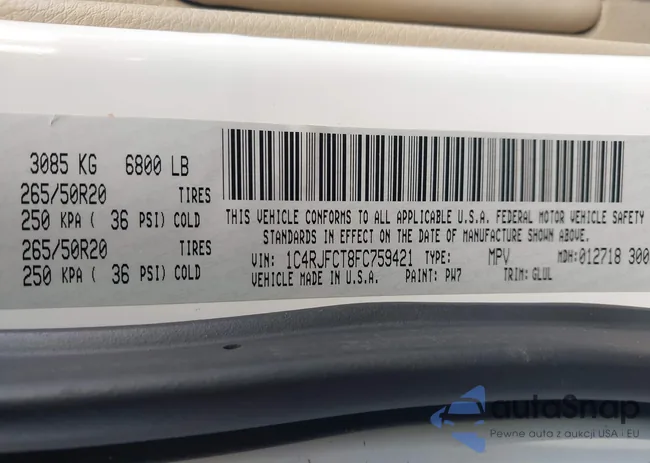 3085 KG 6800 LB
265/50R20 TIRES
250 KPA ( 36 PSI) COLD
265/50R20 TIRES
250 KPA ( 36 PSI) COLD
THIS VEHICLE CONFORMS TO ALL APPLICABLE U.S.A. FEDERAL MOTOR VEHICLE SAFETY
STANDARDS IN EFFECT ON THE DATE OF MANUFACTURE SHOWN ABOVE.
VIN: 1C4RJFCT8FC759421 TYPE: MPV MDH:012718 300
VEHICLE MADE IN U.S.A. PAINT: PW7 TRIM: GLUL
autoSnap
Pewne auta z aukcji USA i EU